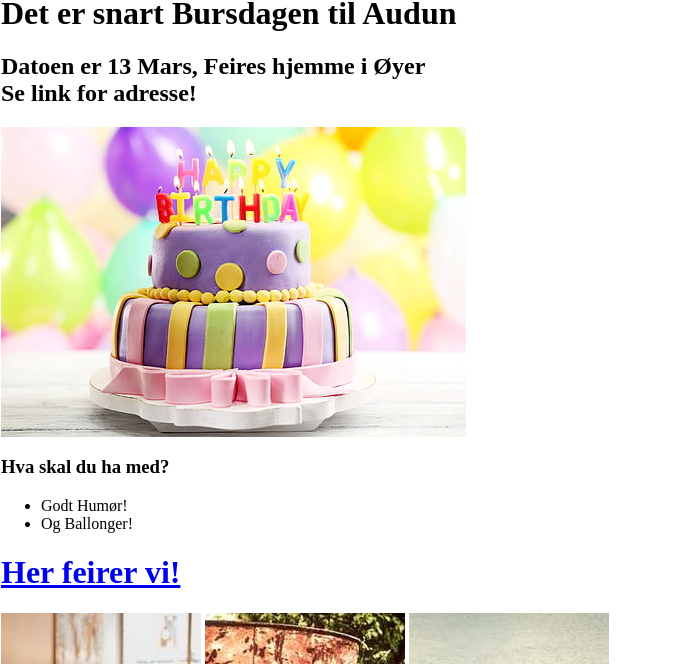 Det er snart Bursdagen til Audun
Datoen er 13 Mars, Feires hjemme i Øyer
Se link for adresse!
HAPPY
BIRTHDAY
Hva skal du ha med?
Godt Humør!
Og Ballonger!
Her feirer vi!